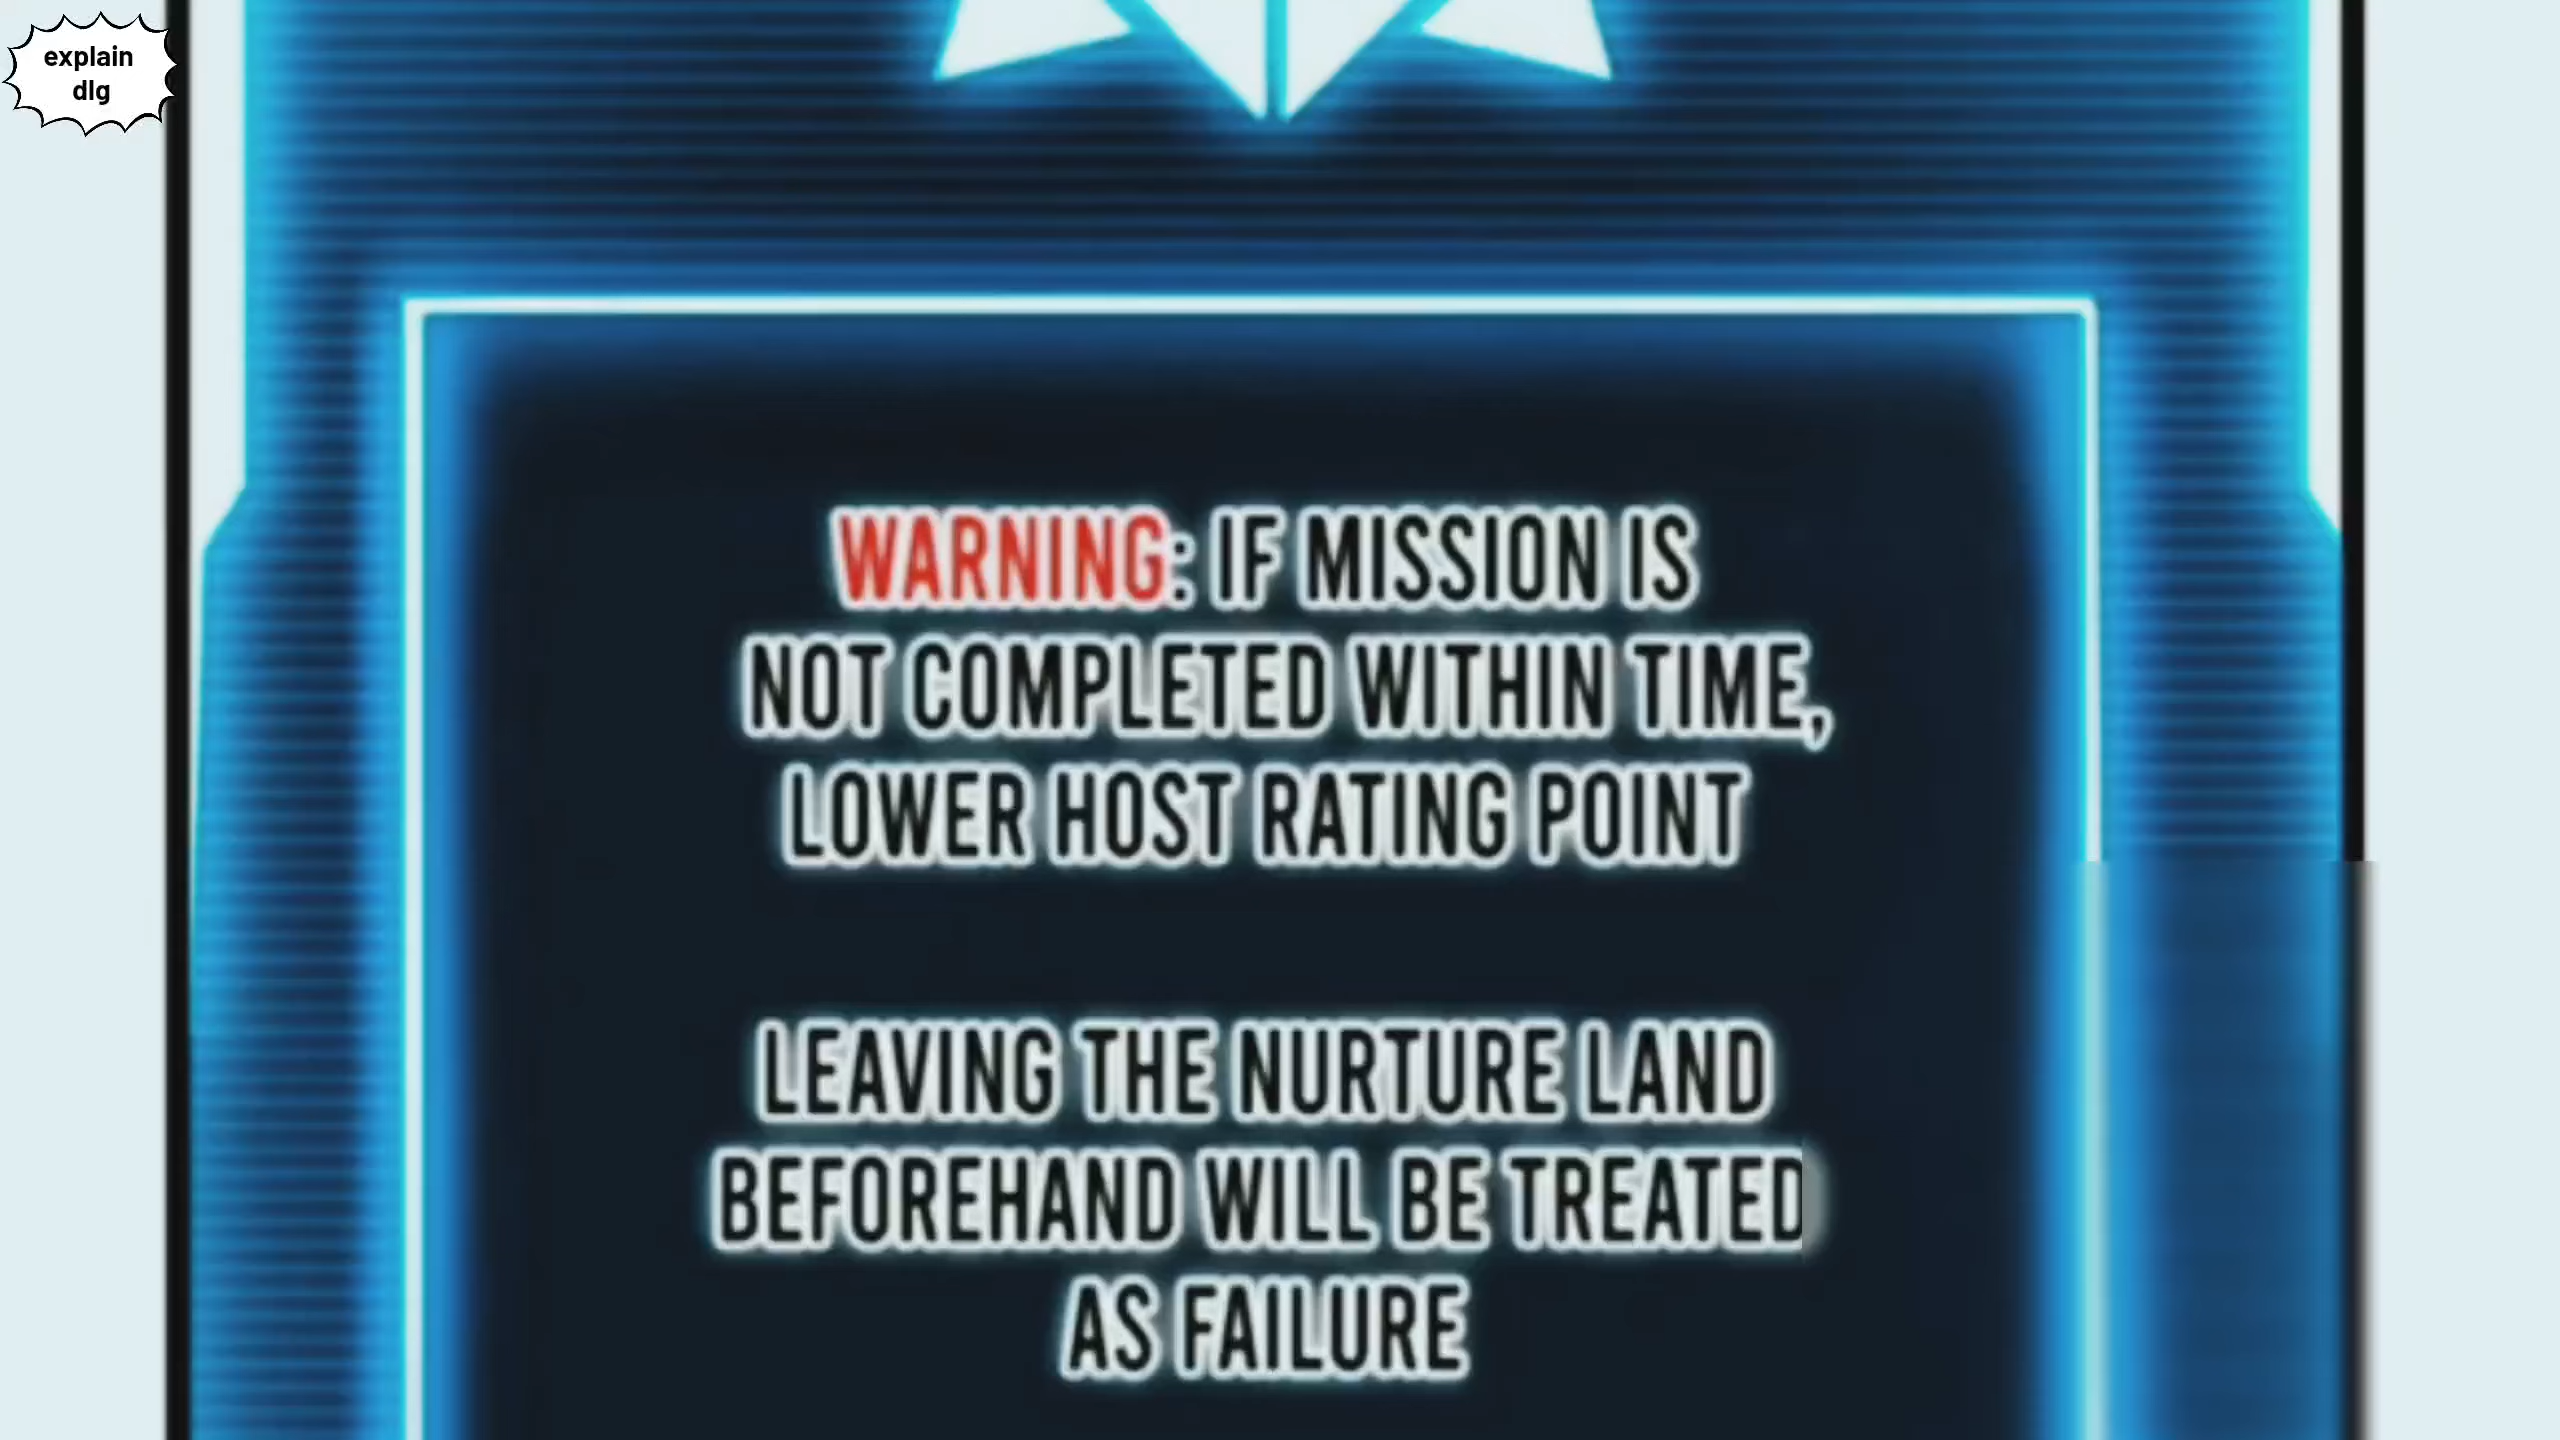 explain
dlg
WARNING: IF MISSION IS
NOT COMPLETED WITHIN TIME,
LOWER HOST RATING POINT
LEAVING THE NURTURE LAND
BEFOREHAND WILL BE TREATED
AS FAILURE